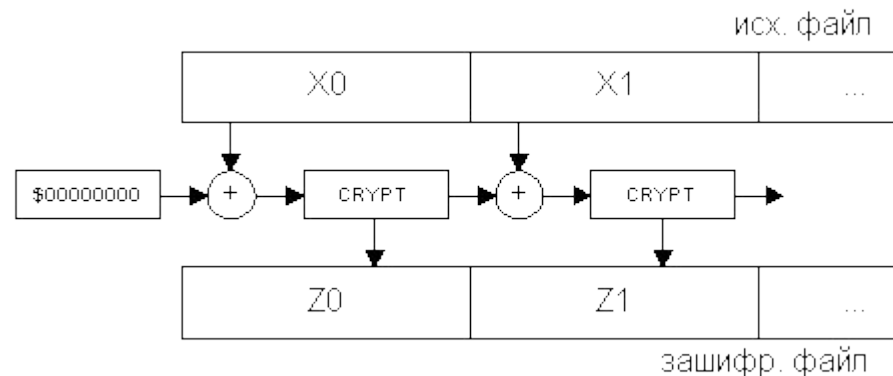 исх. файл
X0 X1 ...
$00000000 + CRYPT + CRYPT
Z0 Z1 ...
зашифр. файл